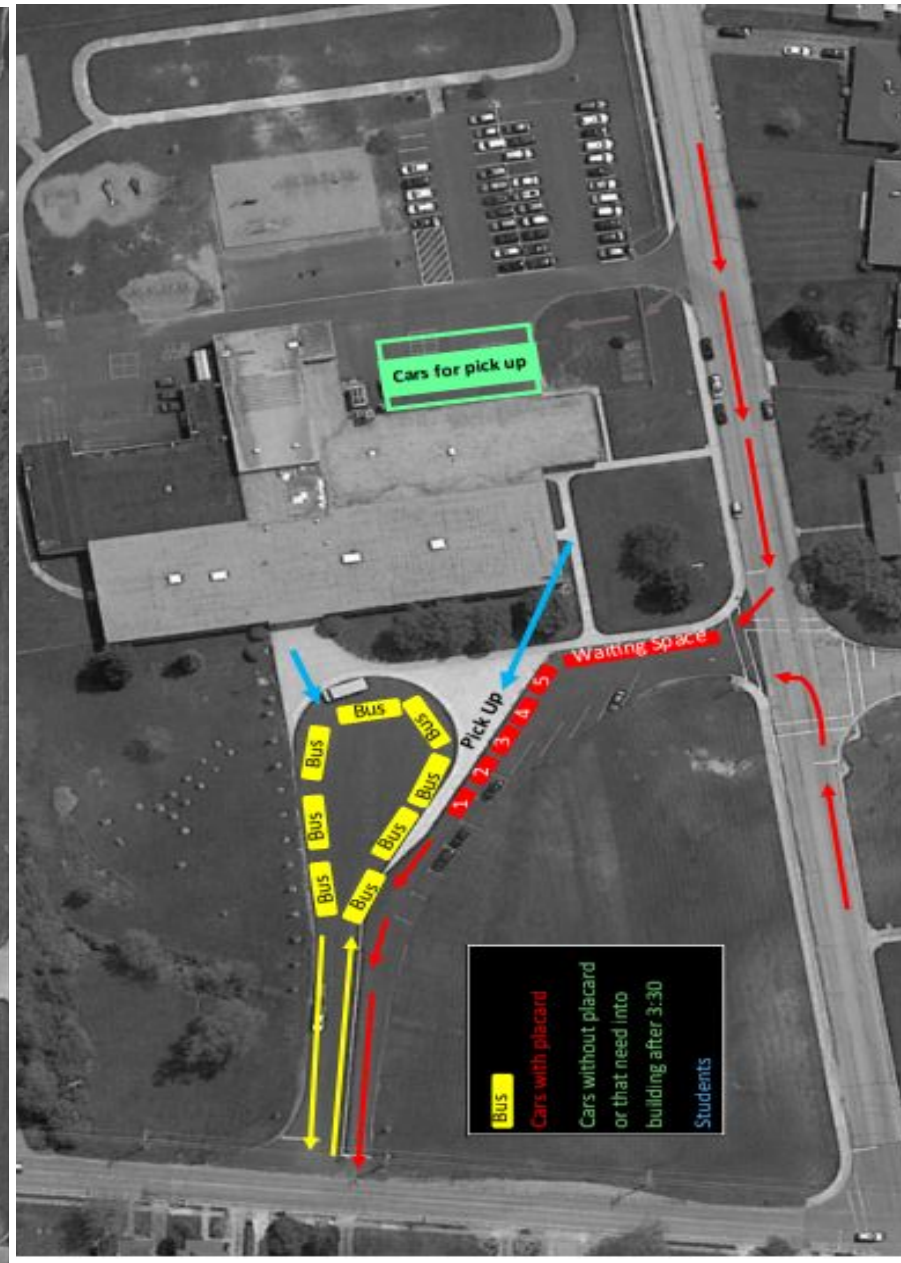 Cars for pick up
Waiting Space
Pick Up
5
4
3
2
1
Bus
Bus
Bus
Bus
Bus
Bus
Bus
Bus
Bus
Bus
Cars with placard
Cars without placard
or that need into
building after 3:30
Students